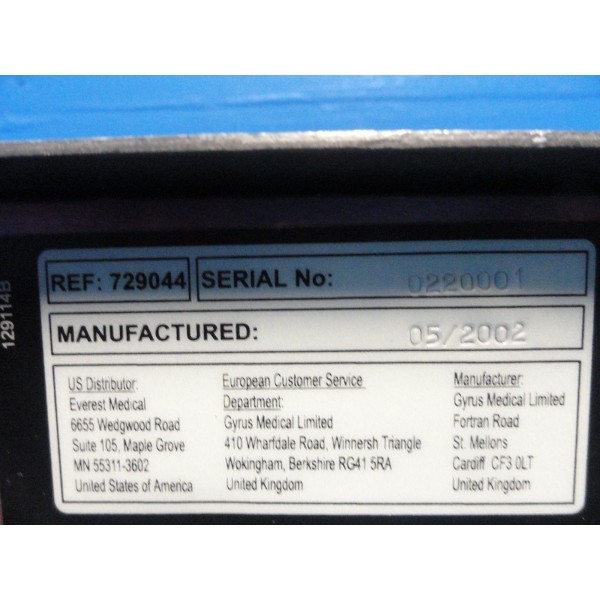 129114B
REF: 729044 SERIAL No: 0220001
MANUFACTURED: 05/2002
US Distributor:
Everest Medical
6655 Wedgwood Road
Suite 105, Maple Grove
MN 55311-3602
United States of America
European Customer Service
Department:
Gyrus Medical Limited
410 Wharfdale Road, Winnersh Triangle
Wokingham, Berkshire RG41 5RA
United Kingdom
Manufacturer:
Gyrus Medical Limited
Fortran Road
St. Mellons
Cardiff CF3 0LT
United Kingdom